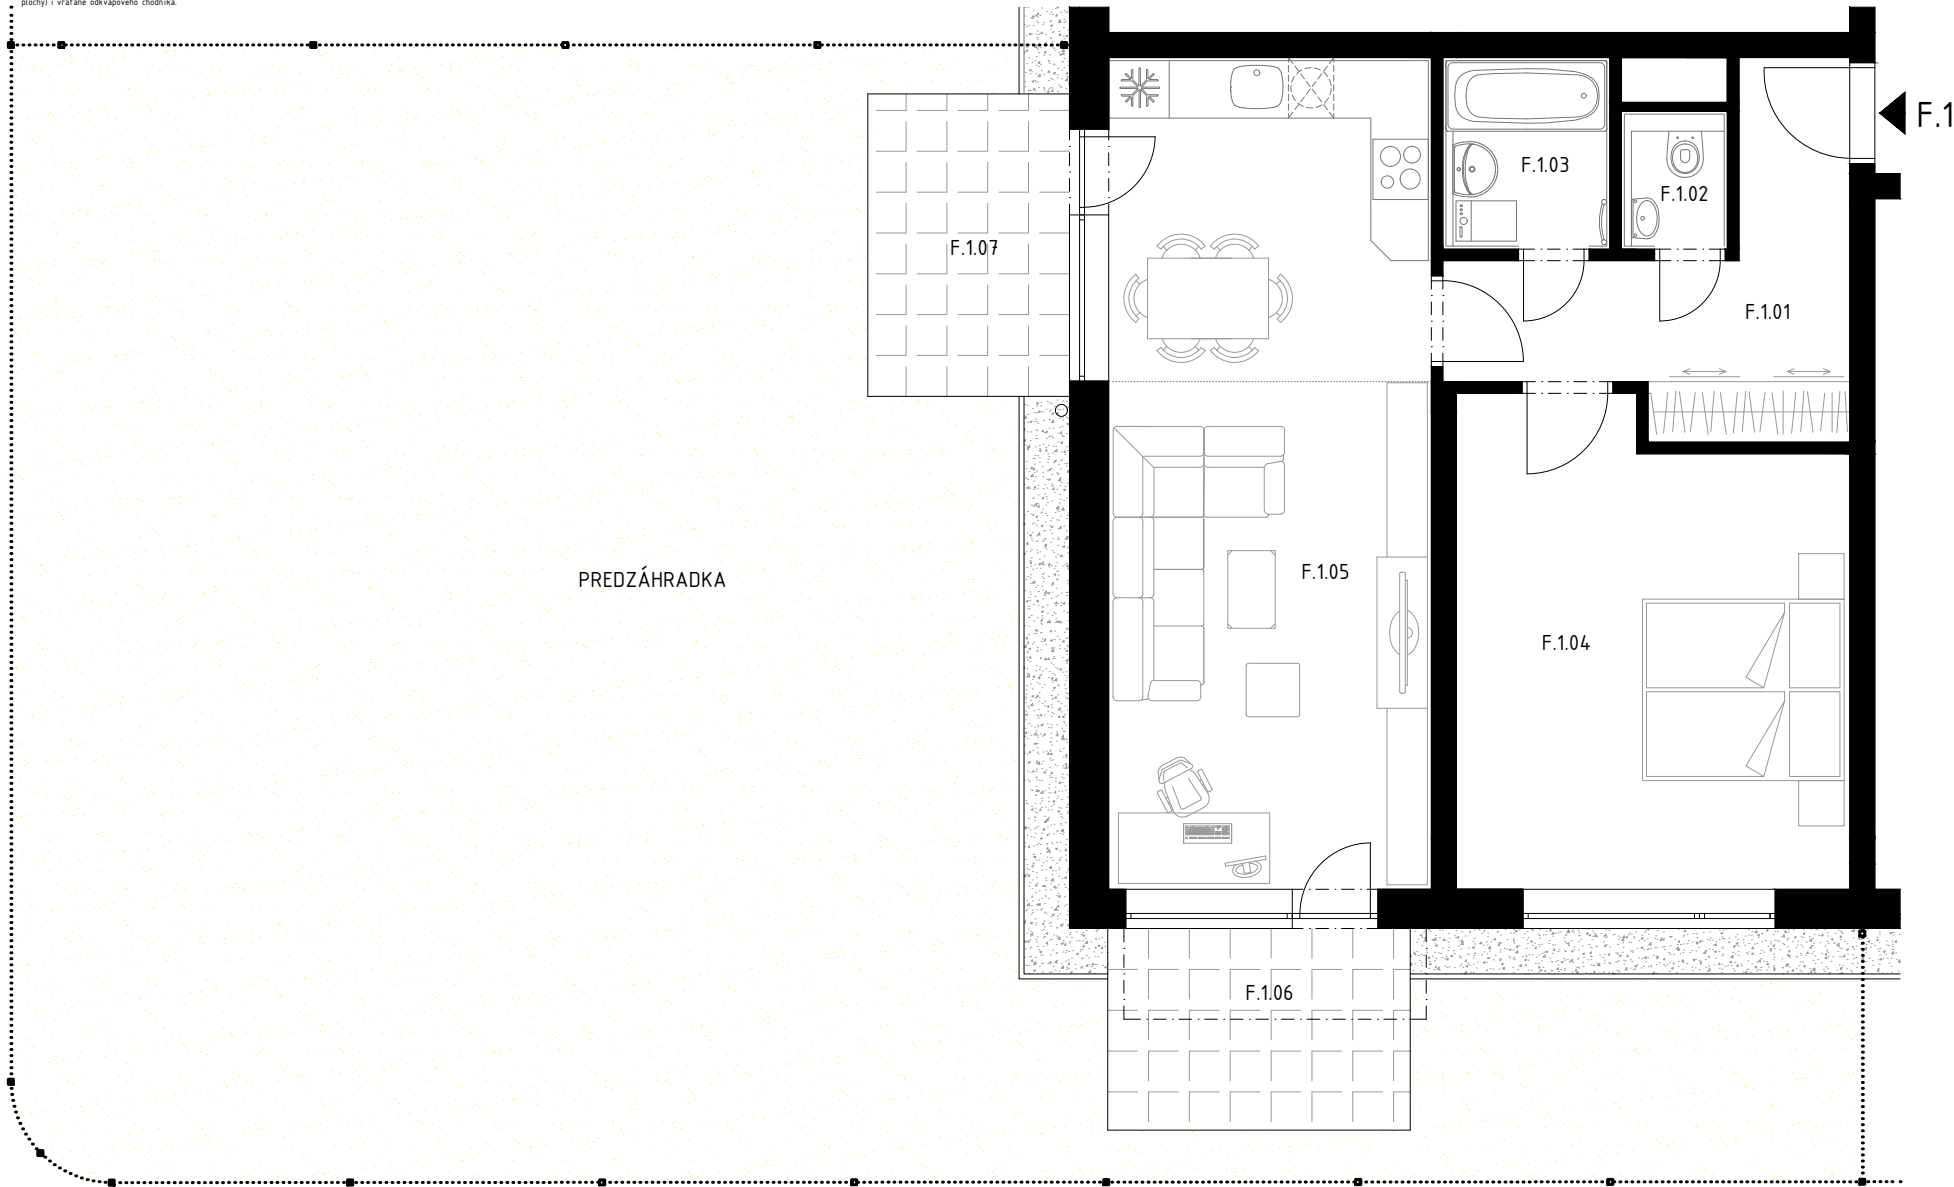 plochy) i vráťane odkvapového chodníka.
F.1
F.1.03
F.1.02
F.1.07
F.1.01
F.1.05
PREDZÁHRADKA
F.1.04
F.1.06